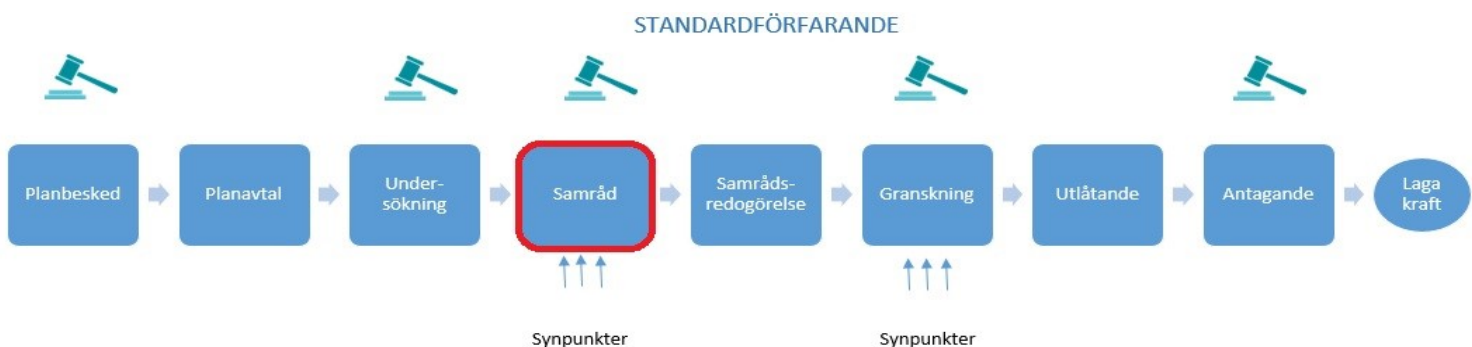 STANDARDFÖRFARANDE
Planbesked
Planavtal
Under-
sökning
Samråd
Samråds-
redogörelse
Granskning
Utlåtande
Antagande
Laga
kraft
Synpunkter
Synpunkter